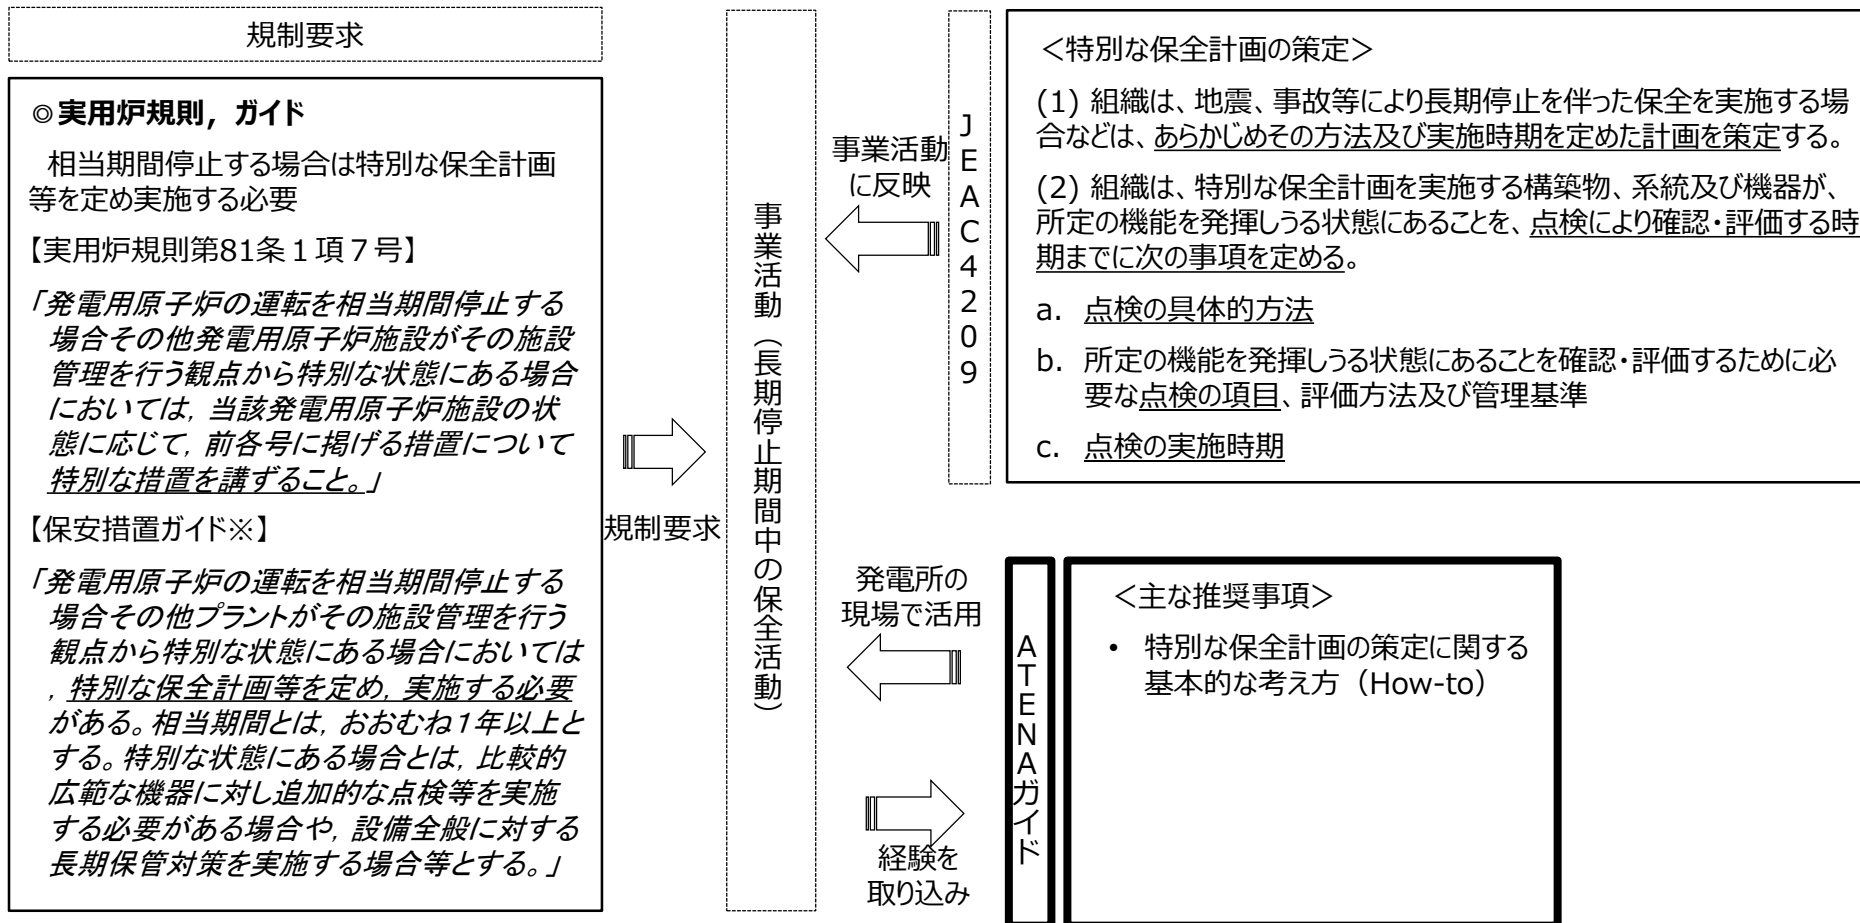 規制要求
◎実用炉規則，ガイド
相当期間停止する場合は特別な保全計画
等を定め実施する必要
【実用炉規則第81条１項７号】
「発電用原子炉の運転を相当期間停止する
場合その他発電用原子炉施設がその施設
管理を行う観点から特別な状態にある場合
においては，当該発電用原子炉施設の状
態に応じて，前各号に掲げる措置について
特別な措置を講ずること。」
【保安措置ガイド※】
「発電用原子炉の運転を相当期間停止する
場合その他プラントがその施設管理を行う
観点から特別な状態にある場合においては
，特別な保全計画等を定め，実施する必要
がある。相当期間とは，おおむね１年以上と
する。特別な状態にある場合とは，比較的
広範な機器に対し追加的な点検等を実施
する必要がある場合や，設備全般に対する
長期保管対策を実施する場合等とする。」
規制要求
事業活動（長期停止期間中の保全活動）
事業活動
に反映
JEAC4209
＜特別な保全計画の策定＞
(1) 組織は、地震、事故等により長期停止を伴った保全を実施する場
合などは、あらかじめその方法及び実施時期を定めた計画を策定する。
(2) 組織は、特別な保全計画を実施する構築物、系統及び機器が、
所定の機能を発揮しうる状態にあることを、点検により確認・評価する時
期までに次の事項を定める。
a. 点検の具体的方法
b. 所定の機能を発揮しうる状態にあることを確認・評価するために必
要な点検の項目、評価方法及び管理基準
c. 点検の実施時期
発電所の
現場で活用
経験を
取り込み
ATENAガイド
＜主な推奨事項＞
• 特別な保全計画の策定に関する
基本的な考え方（How-to）